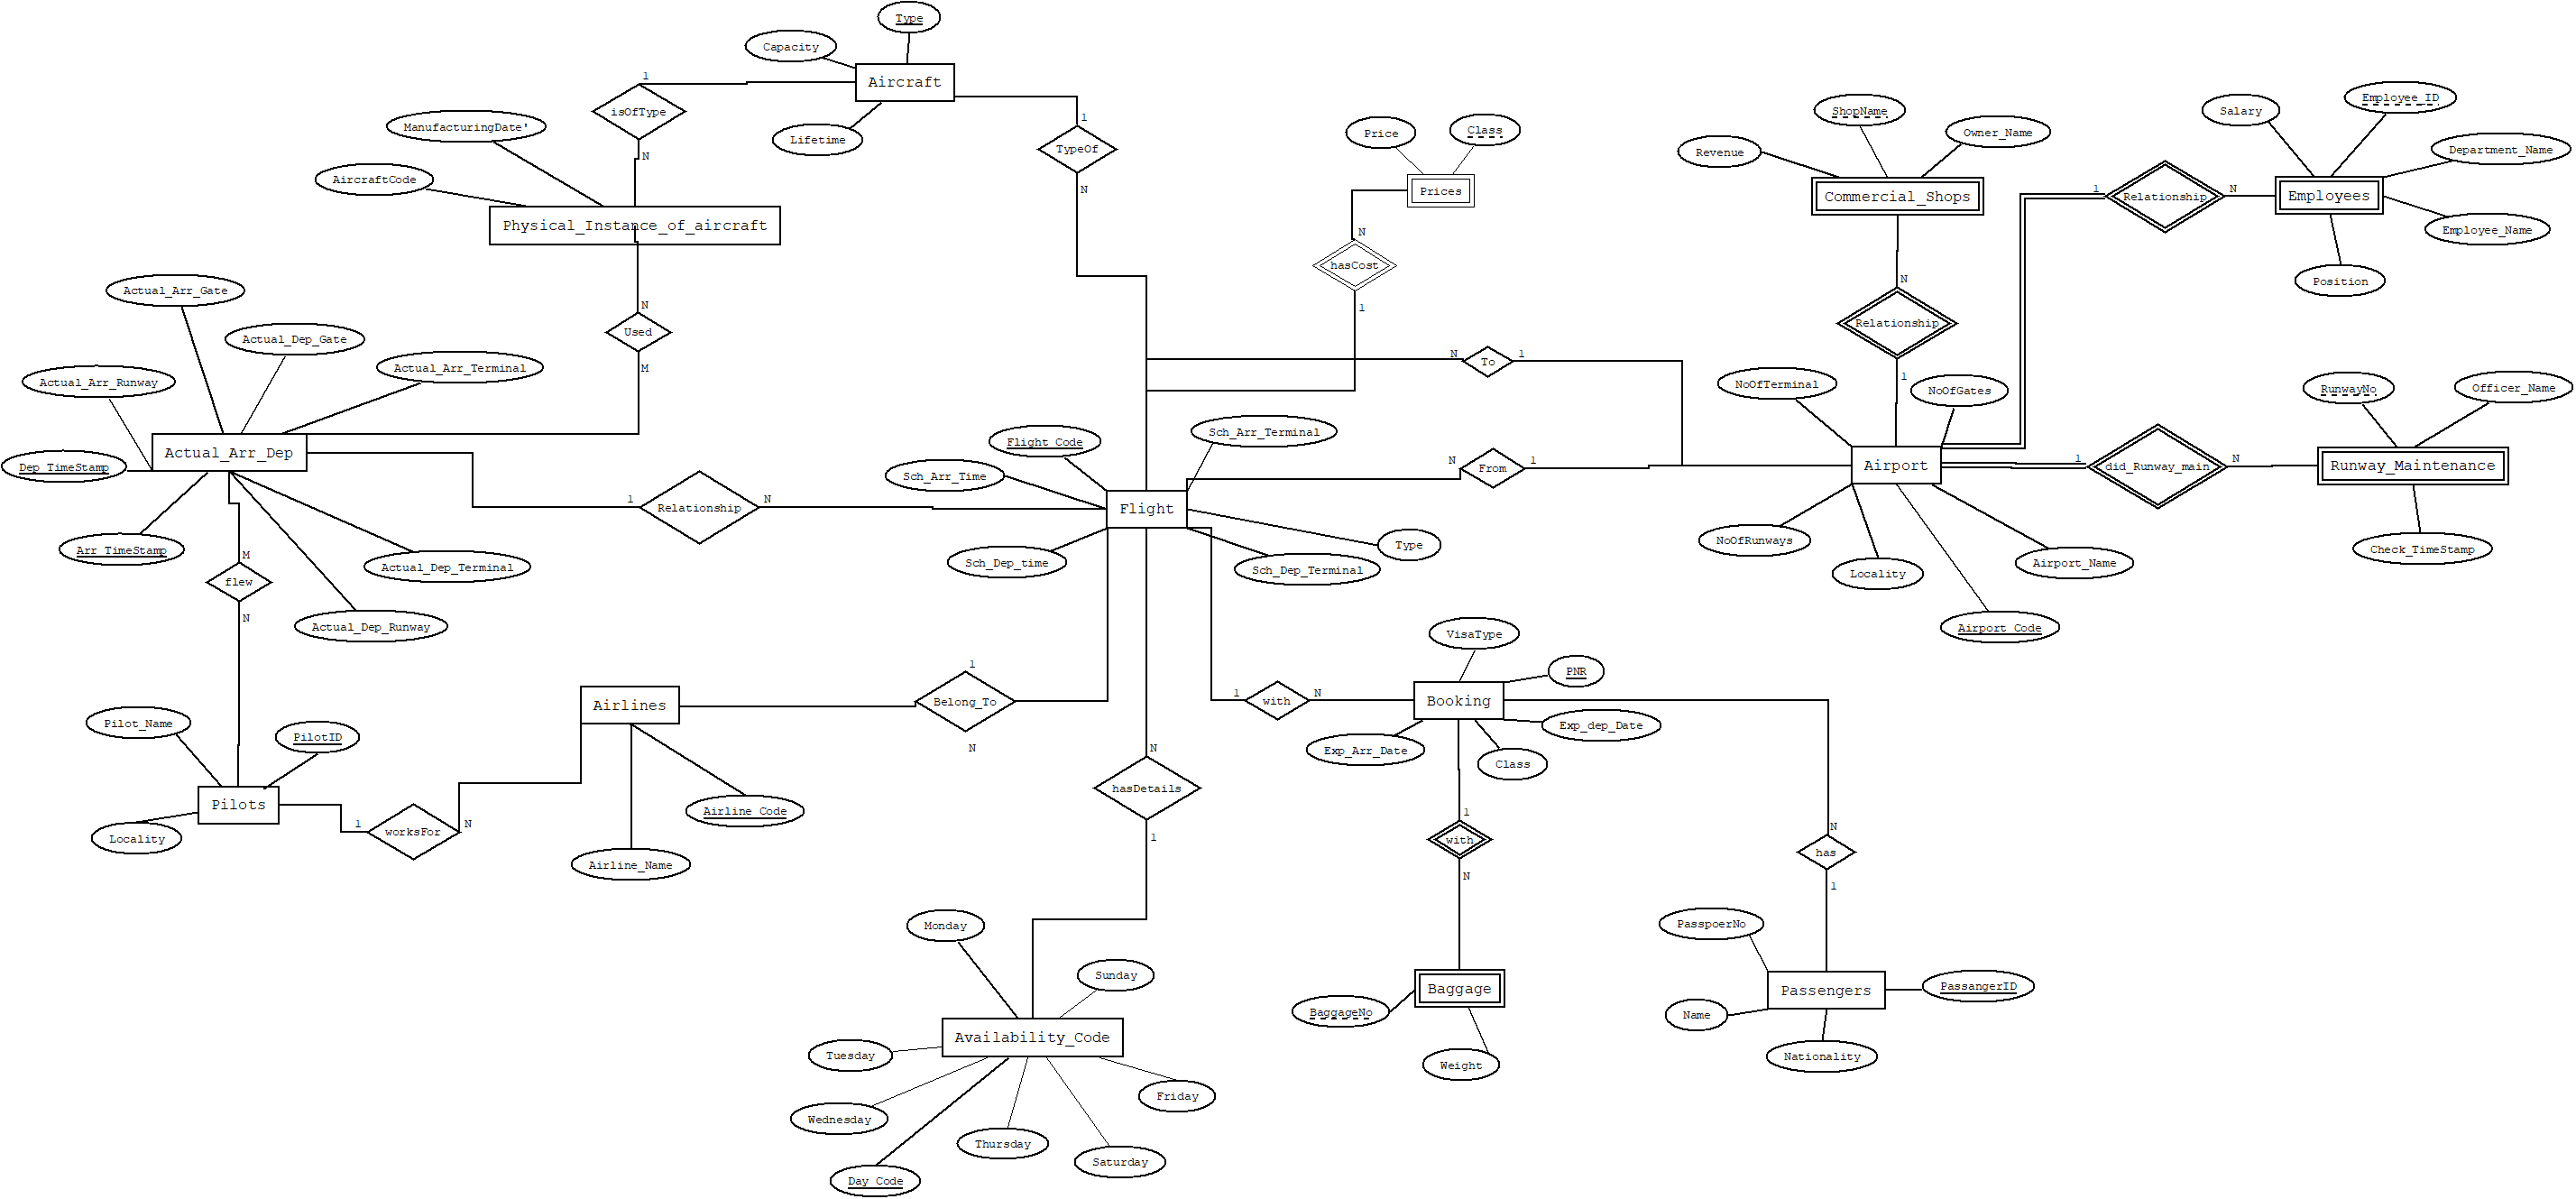 Type
Capacity
Aircraft
1
isOfType
ManufacturingDate'
Lifetime
1
TypeOf
N
N
AircraftCode
Physical_Instance_of_aircraft
Price
Class
Prices
N
hasCost
1
ShopName
Revenue
Owner_Name
Commercial_Shops
N
Relationship
1
Salary
Employee_ID
Department_Name
1
Relationship
N
Employees
Employee_Name
Position
Actual_Arr_Gate
Actual_Dep_Gate
Actual_Arr_Terminal
Actual_Arr_Runway
N
Used
M
Actual_Arr_Dep
Dep_TimeStamp
Arr_TimeStamp
Actual_Dep_Terminal
Actual_Dep_Runway
1
Relationship
N
N
To
1
Flight_Code
Sch_Arr_Terminal
Sch_Arr_Time
Flight
N
From
1
Sch_Dep_time
Sch_Dep_Terminal
Type
NoOfTerminal
NoOfGates
Airport
1
did_Runway_main
N
RunwayNo
Officer_Name
Runway_Maintenance
Check_TimeStamp
NoOfRunways
Locality
Airport_Name
Airport_Code
M
flew
N
Pilot_Name
PilotID
Pilots
Locality
1
worksFor
N
Airlines
1
Belong_To
N
Airline_Code
Airline_Name
N
hasDetails
1
1
with
N
VisaType
PNR
Booking
Exp_Arr_Date
Class
Exp_dep_Date
1
with
N
N
has
1
Monday
Sunday
Availability_Code
Tuesday
Wednesday
Day_Code
Thursday
Saturday
Friday
Baggage
BaggageNo
Weight
PasspoerNo
Passengers
PassangerID
Name
Nationality